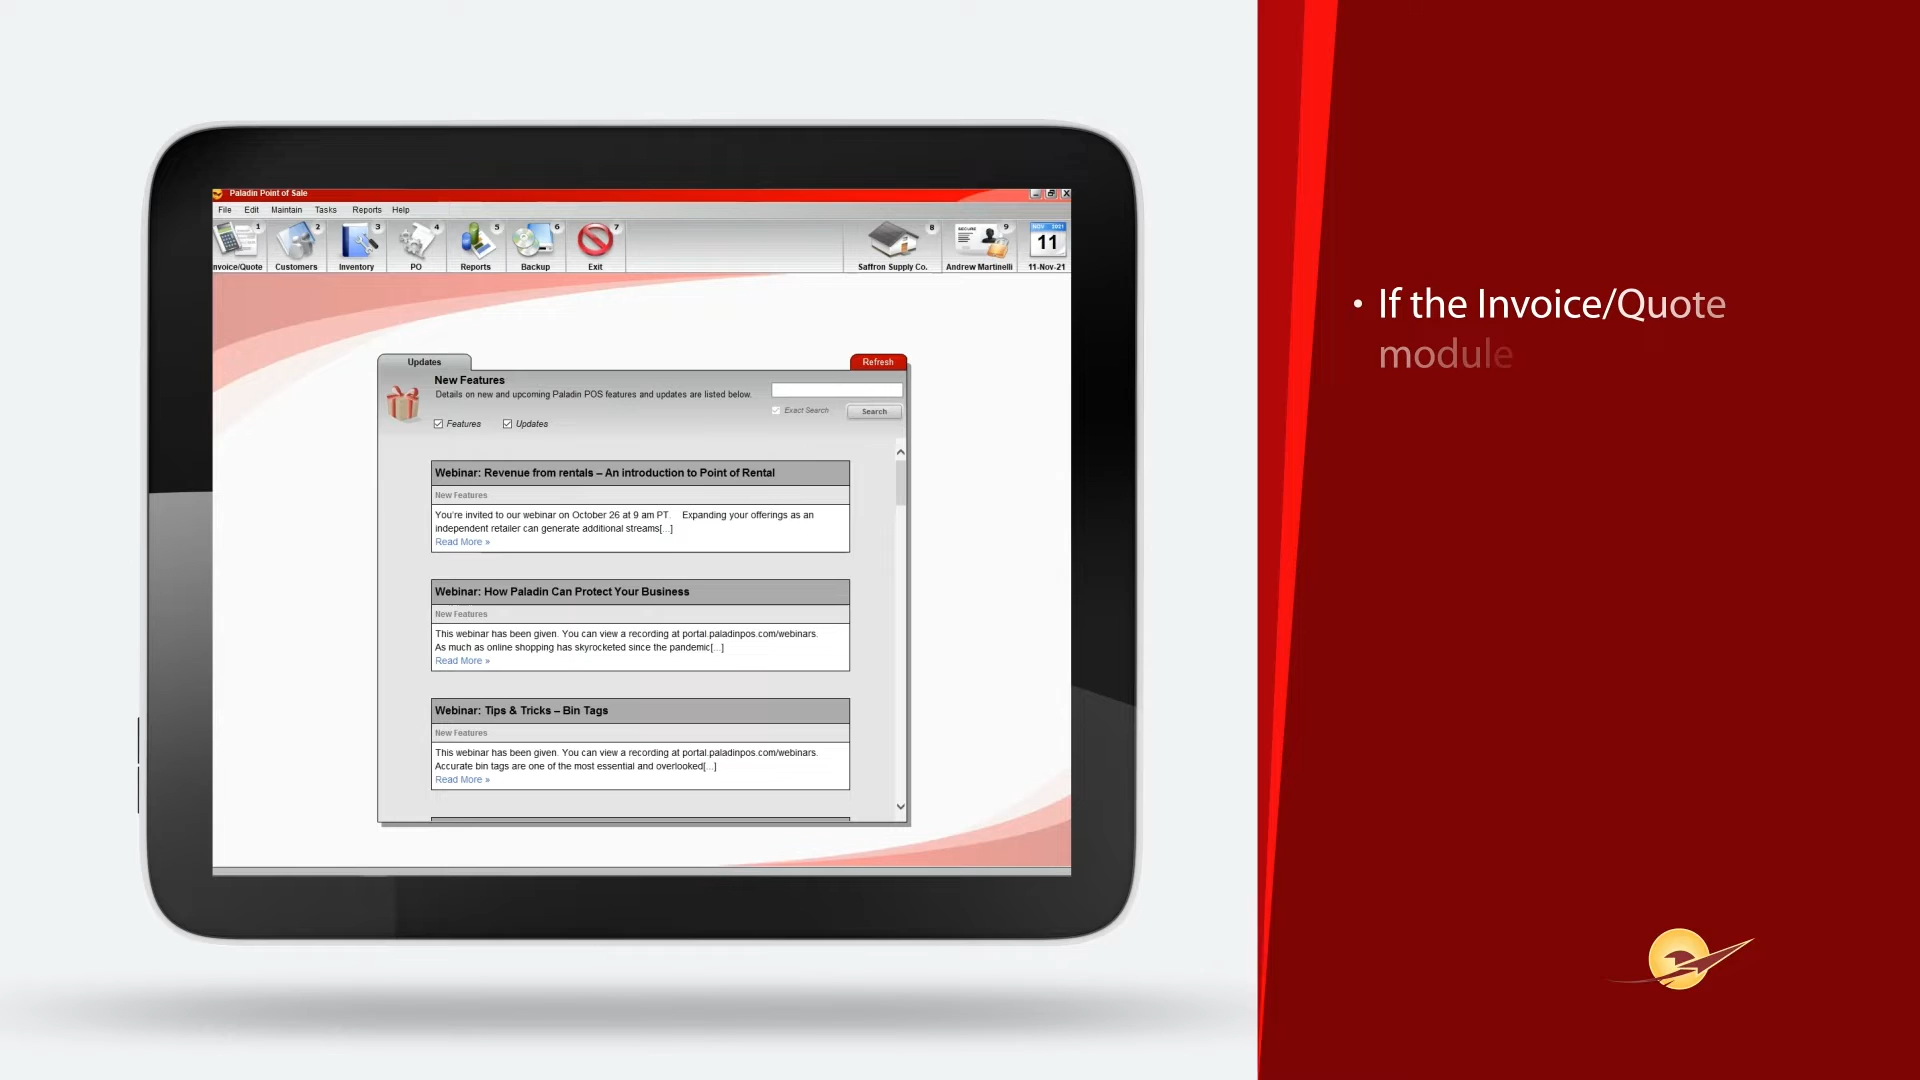 Paladin Point of Sale
File Edit Maintain Tasks Reports Help
1 2 3 4 5 6 7 8 9 NOV 2021
11
nvoice/Quote Customers Inventory PO Reports Backup Exit Saffron Supply Co. Andrew Martinelli 11-Nov-21
SECURE
Updates Refresh
New Features
Details on new and upcoming Paladin POS features and updates are listed below.
Exact Search Search
Features Updates
Webinar: Revenue from rentals – An introduction to Point of Rental
New Features
You're invited to our webinar on October 26 at 9 am PT. Expanding your offerings as an
independent retailer can generate additional streams[...]
Read More »
Webinar: How Paladin Can Protect Your Business
New Features
This webinar has been given. You can view a recording at portal.paladinpos.com/webinars.
As much as online shopping has skyrocketed since the pandemic[...]
Read More »
Webinar: Tips & Tricks – Bin Tags
New Features
This webinar has been given. You can view a recording at portal.paladinpos.com/webinars.
Accurate bin tags are one of the most essential and overlooked[...]
Read More »
• If the Invoice/Quote
module